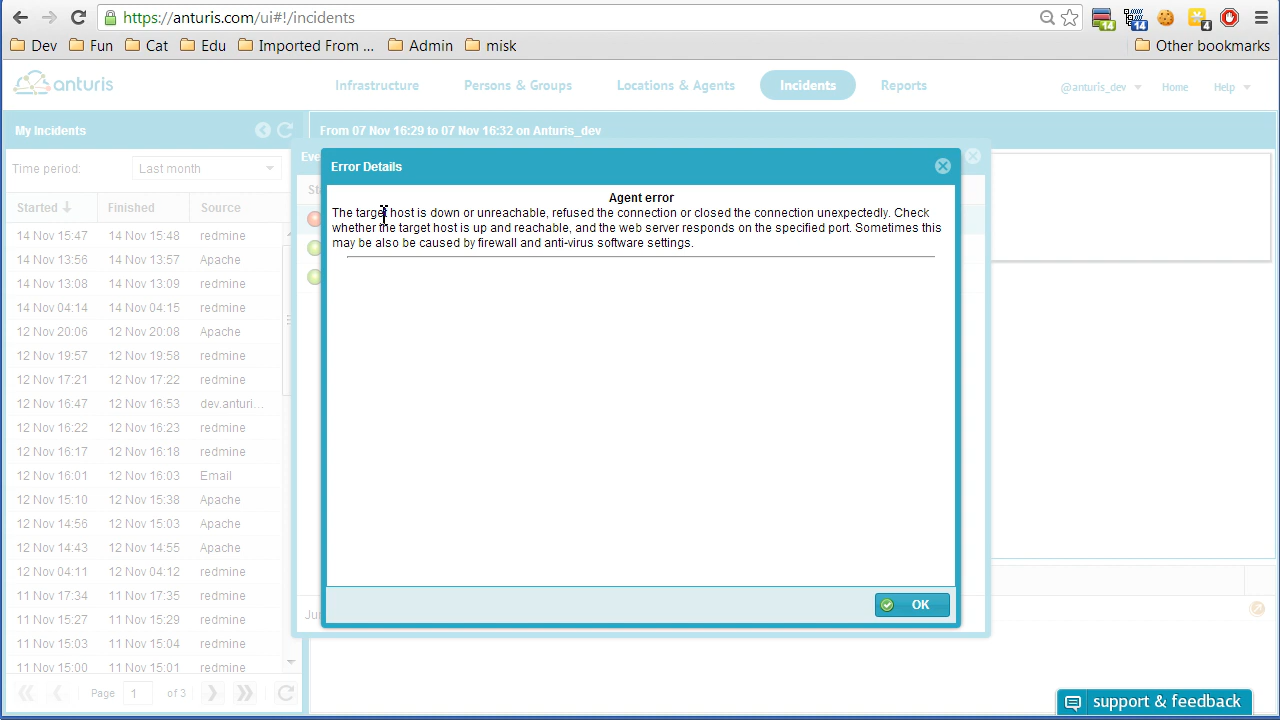 https://anturis.com/ui#!/incidents
14 14 4
Dev Fun Cat Edu Imported From ... Admin misk Other bookmarks
anturis Infrastructure Persons & Groups Locations & Agents Incidents Reports @anturis_dev Home Help
My Incidents From 07 Nov 16:29 to 07 Nov 16:32 on Anturis_dev
Time period: Last month
Started Finished Source
14 Nov 15:47 14 Nov 15:48 redmine
14 Nov 13:56 14 Nov 13:57 Apache
14 Nov 13:08 14 Nov 13:09 redmine
14 Nov 04:14 14 Nov 04:15 redmine
12 Nov 20:06 12 Nov 20:08 Apache
12 Nov 19:57 12 Nov 19:58 redmine
12 Nov 17:21 12 Nov 17:22 redmine
12 Nov 16:47 12 Nov 16:53 dev.anturi...
12 Nov 16:22 12 Nov 16:23 redmine
12 Nov 16:17 12 Nov 16:18 redmine
12 Nov 16:01 12 Nov 16:03 Email
12 Nov 15:10 12 Nov 15:38 Apache
12 Nov 14:56 12 Nov 15:03 Apache
12 Nov 14:43 12 Nov 14:55 Apache
12 Nov 04:11 12 Nov 04:12 redmine
11 Nov 17:34 11 Nov 17:35 redmine
11 Nov 15:27 11 Nov 15:29 redmine
11 Nov 15:03 11 Nov 15:04 redmine
11 Nov 15:00 11 Nov 15:01 redmine
Page 1 of 3
Eve
St
Ju
Error Details
Agent error
The target host is down or unreachable, refused the connection or closed the connection unexpectedly. Check
whether the target host is up and reachable, and the web server responds on the specified port. Sometimes this
may be also be caused by firewall and anti-virus software settings.
OK
support & feedback